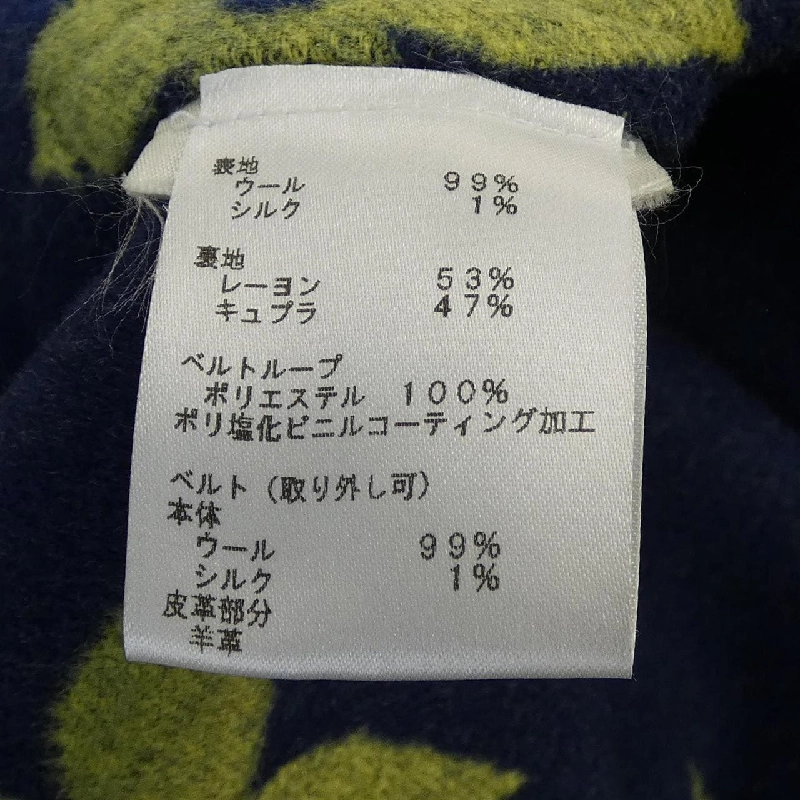 表地
ウール 99%
シルク 1%
裏地
レーヨン 53%
キュプラ 47%
ベルトループ
ポリエステル 100%
ポリ塩化ビニルコーティング加工
ベルト(取り外し可)
本体
ウール 99%
シルク 1%
皮革部分
羊革